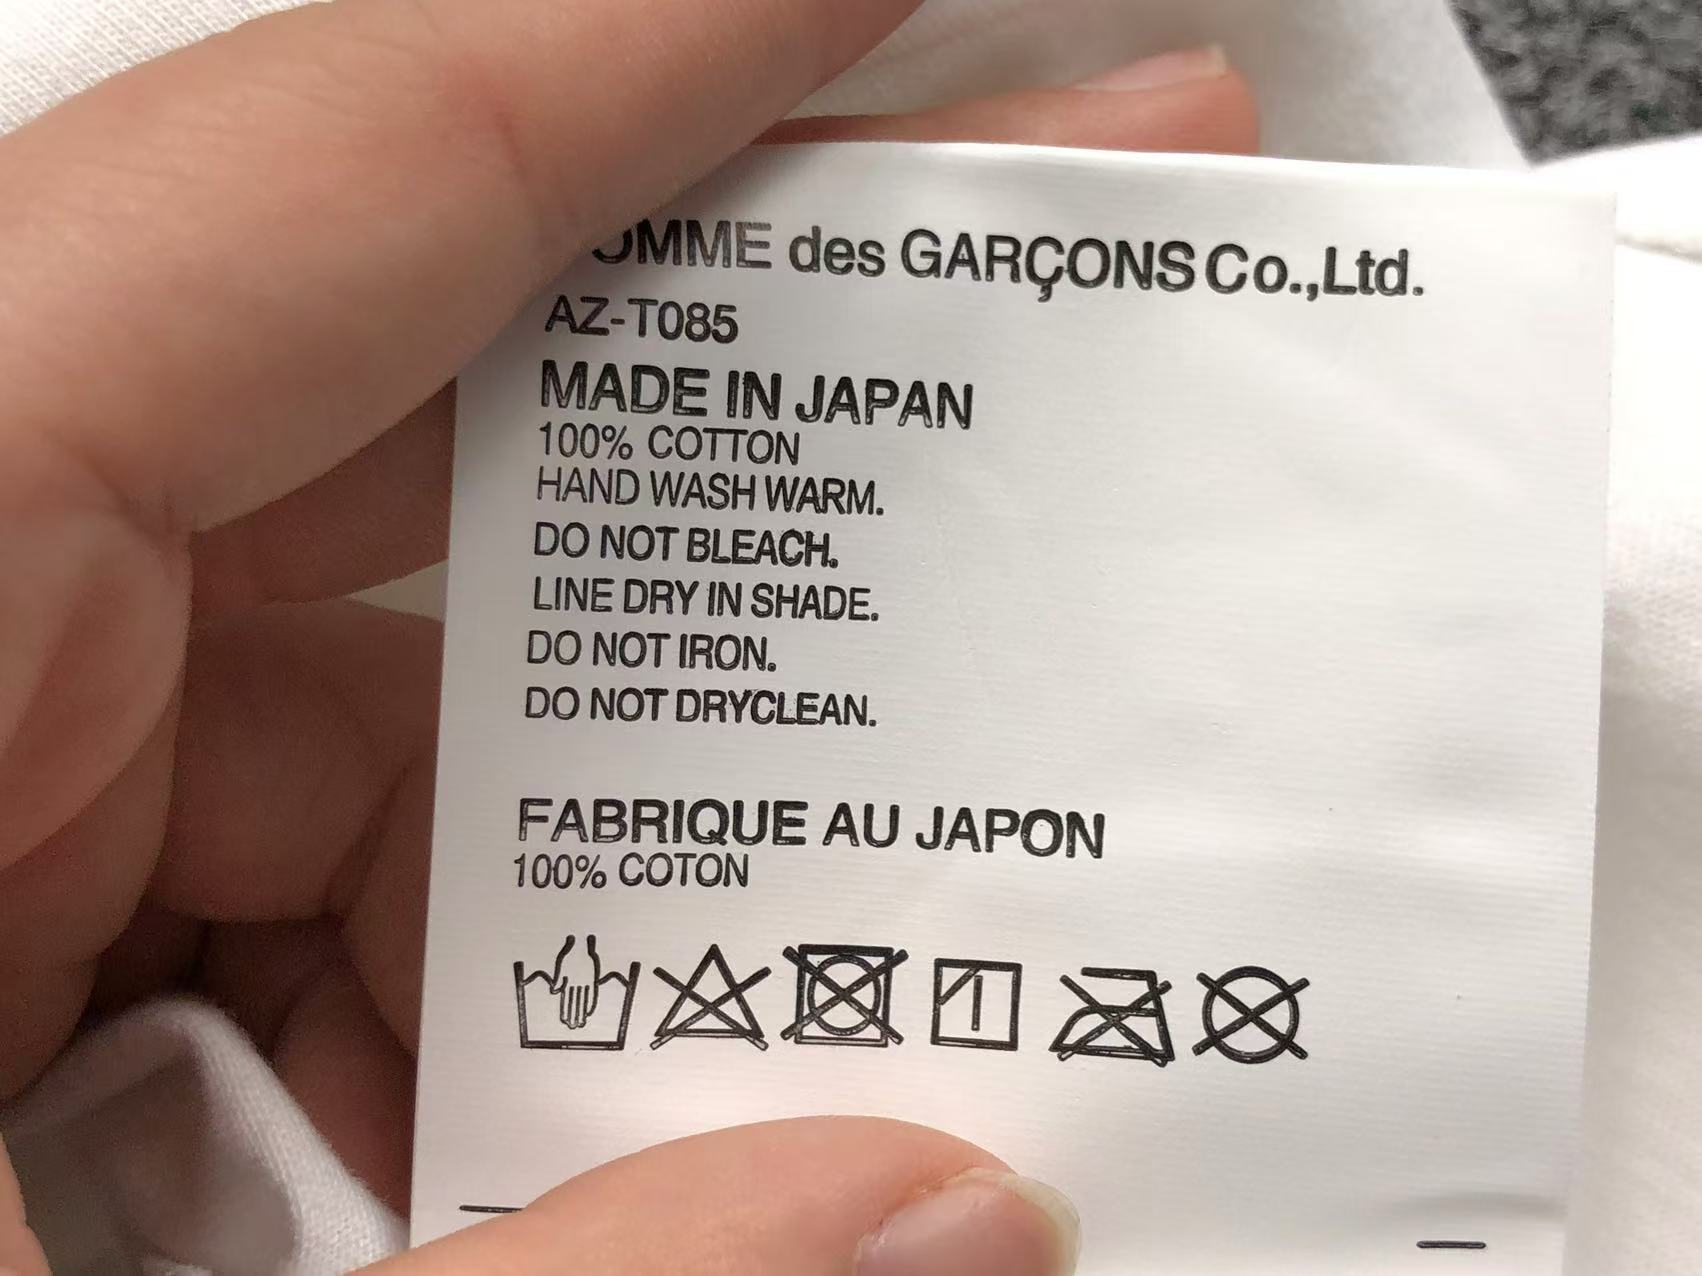 OMME des GARÇONS Co.,Ltd.
AZ-T085
MADE IN JAPAN
100% COTTON
HAND WASH WARM.
DO NOT BLEACH.
LINE DRY IN SHADE.
DO NOT IRON.
DO NOT DRYCLEAN.
FABRIQUE AU JAPON
100% COTON